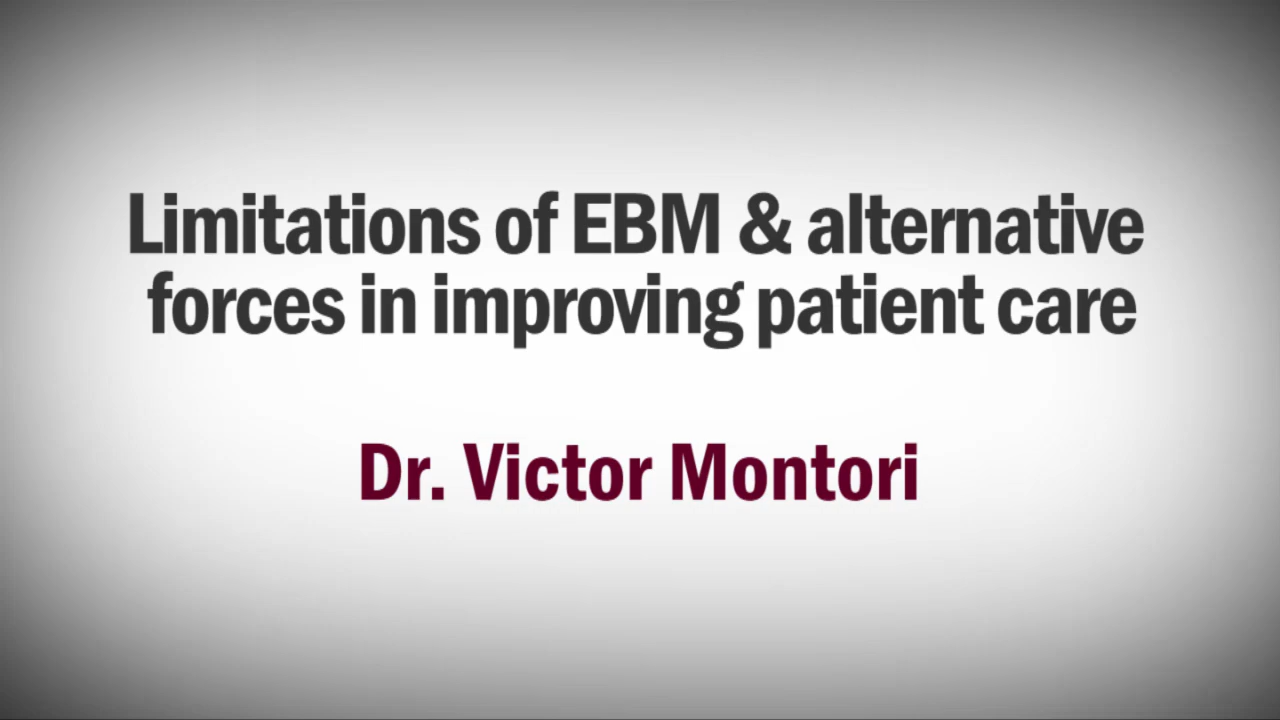 Limitations of EBM & alternative
forces in improving patient care
Dr. Victor Montori